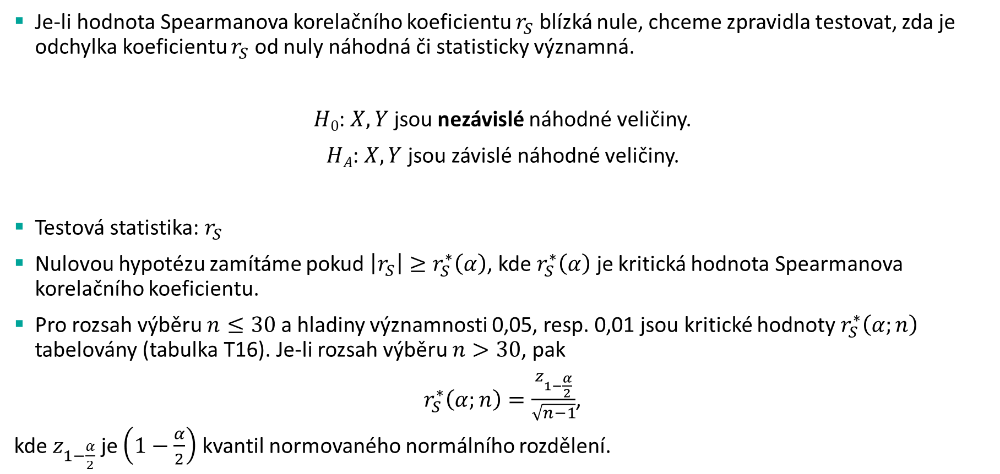 ▪ Je-li hodnota Spearmanova korelačního koeficientu $r_S$ blízká nule, chceme zpravidla testovat, zda je
odchylka koeficientu $r_S$ od nuly náhodná či statisticky významná.
$H_0$: $X, Y$ jsou nezávislé náhodné veličiny.
$H_A$: $X, Y$ jsou závislé náhodné veličiny.
▪ Testová statistika: $r_S$
▪ Nulovou hypotézu zamítáme pokud $|r_S| \geq r_S^*(\alpha)$, kde $r_S^*(\alpha)$ je kritická hodnota Spearmanova
korelačního koeficientu.
▪ Pro rozsah výběru $n \leq 30$ a hladiny významnosti 0,05, resp. 0,01 jsou kritické hodnoty $r_S^*(\alpha; n)$
tabelovány (tabulka T16). Je-li rozsah výběru $n > 30$, pak
$r_S^*(\alpha; n) = \frac{z_{1-\frac{\alpha}{2}}}{\sqrt{n-1}}$,
kde $z_{1-\frac{\alpha}{2}}$ je $\left(1 - \frac{\alpha}{2}\right)$ kvantil normovaného normálního rozdělení.